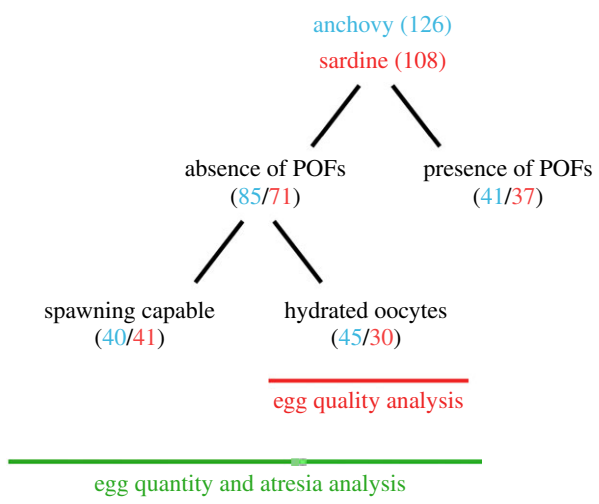 anchovy (126)
sardine (108)
absence of POFs
(85/71)
presence of POFs
(41/37)
spawning capable
(40/41)
hydrated oocytes
(45/30)
egg quality analysis
egg quantity and atresia analysis